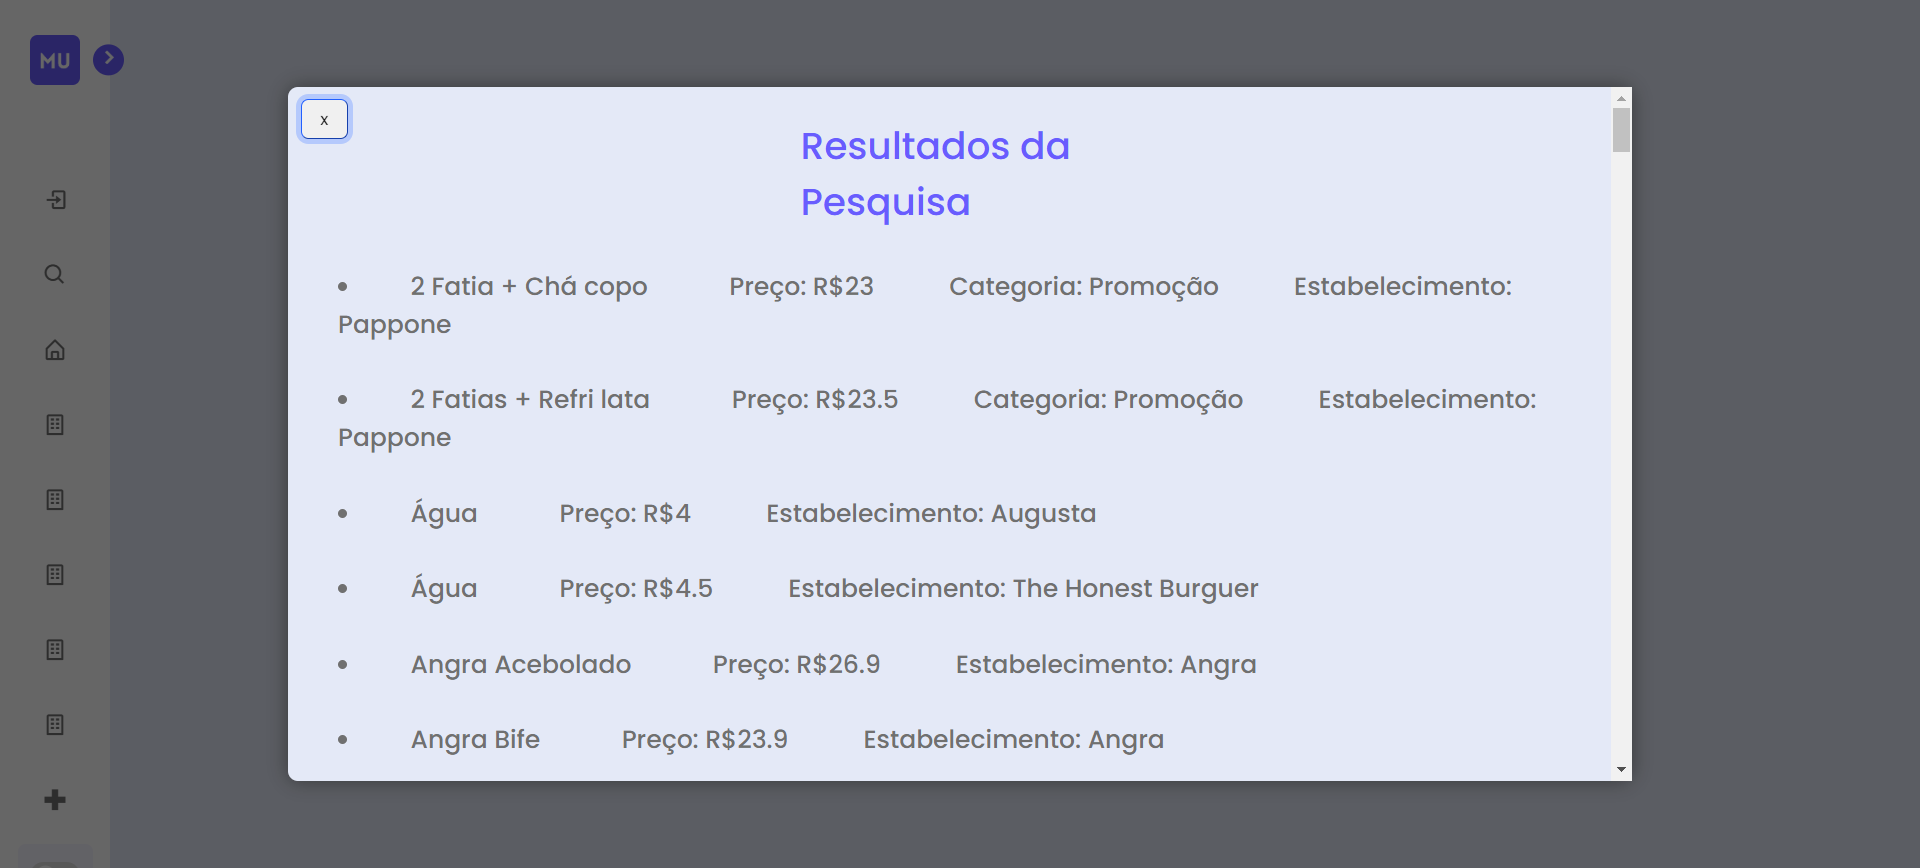 MU
x
Resultados da
Pesquisa
• 2 Fatia + Chá copo Preço: R$23 Categoria: Promoção Estabelecimento:
Pappone
• 2 Fatias + Refri lata Preço: R$23.5 Categoria: Promoção Estabelecimento:
Pappone
• Água Preço: R$4 Estabelecimento: Augusta
• Água Preço: R$4.5 Estabelecimento: The Honest Burguer
• Angra Acebolado Preço: R$26.9 Estabelecimento: Angra
• Angra Bife Preço: R$23.9 Estabelecimento: Angra